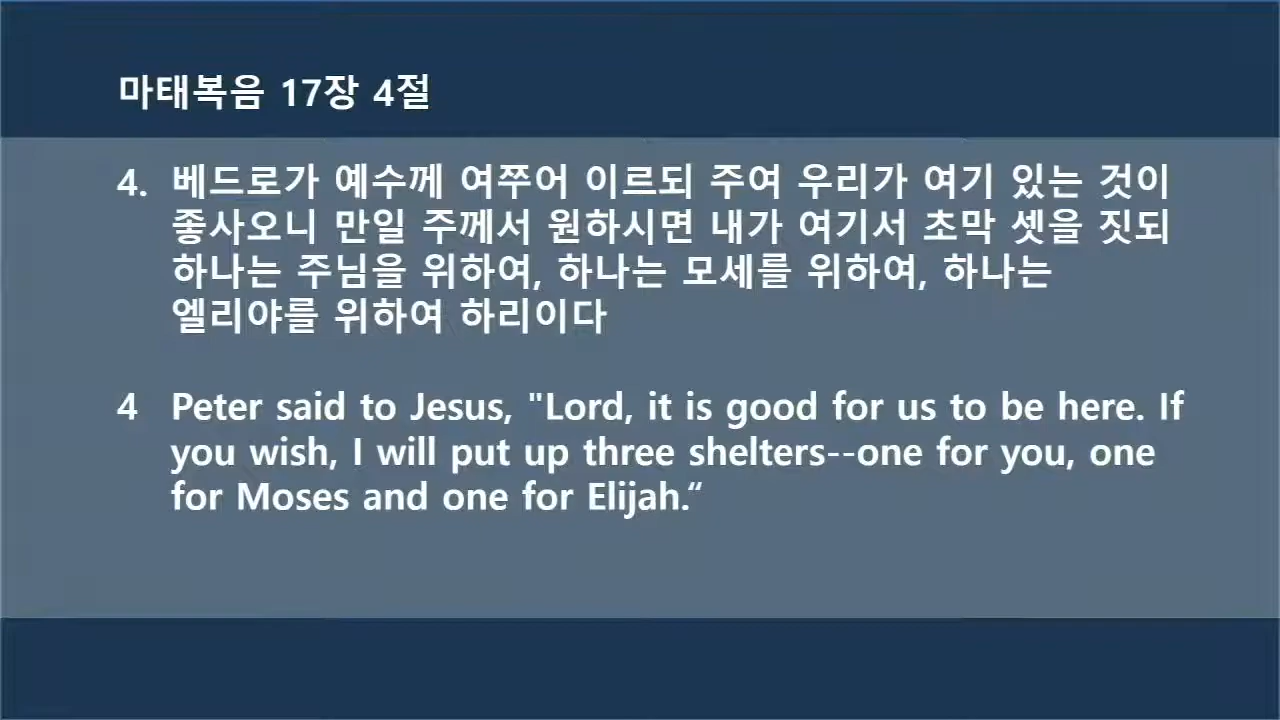 마태복음 17장 4절
4. 베드로가 예수께 여쭈어 이르되 주여 우리가 여기 있는 것이
좋사오니 만일 주께서 원하시면 내가 여기서 초막 셋을 짓되
하나는 주님을 위하여, 하나는 모세를 위하여, 하나는
엘리야를 위하여 하리이다
4 Peter said to Jesus, "Lord, it is good for us to be here. If
you wish, I will put up three shelters--one for you, one
for Moses and one for Elijah.“